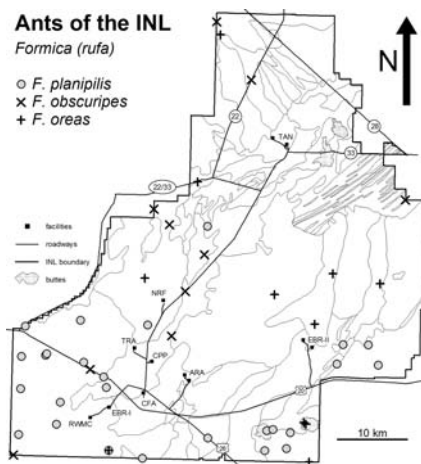 Ants of the INL
Formica (rufa)
F. planipilis
F. obscuripes
F. oreas
N
22
28
TAN
33
22/33
facilities
roadways
INL boundary
buttes
NRF
TRA
CPP
EBR-II
ARA
20
CFA
EBR-I
RWMC
26
10 km